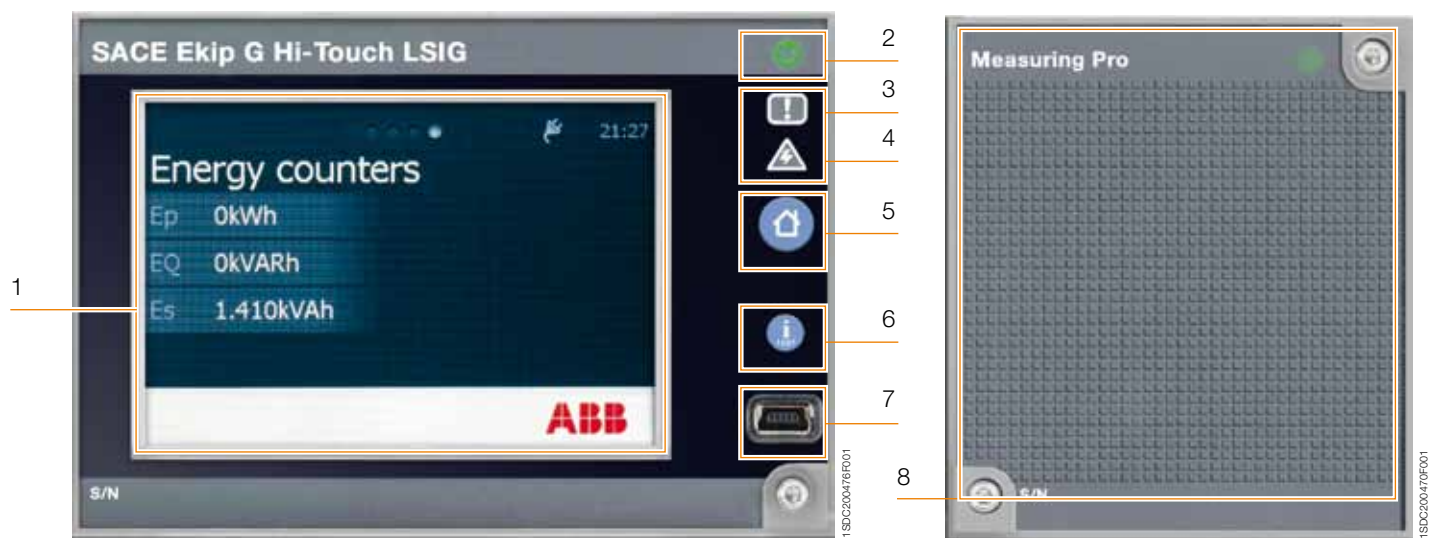 SACE Ekip G Hi-Touch LSIG
21:27
Energy counters
Ep 0kWh
EQ 0kVARh
Es 1.410kVAh
ABB
S/N
1
2
3
4
5
6
7
1SDC200476F001
Measuring Pro
8
S/N
1SDC200470F001